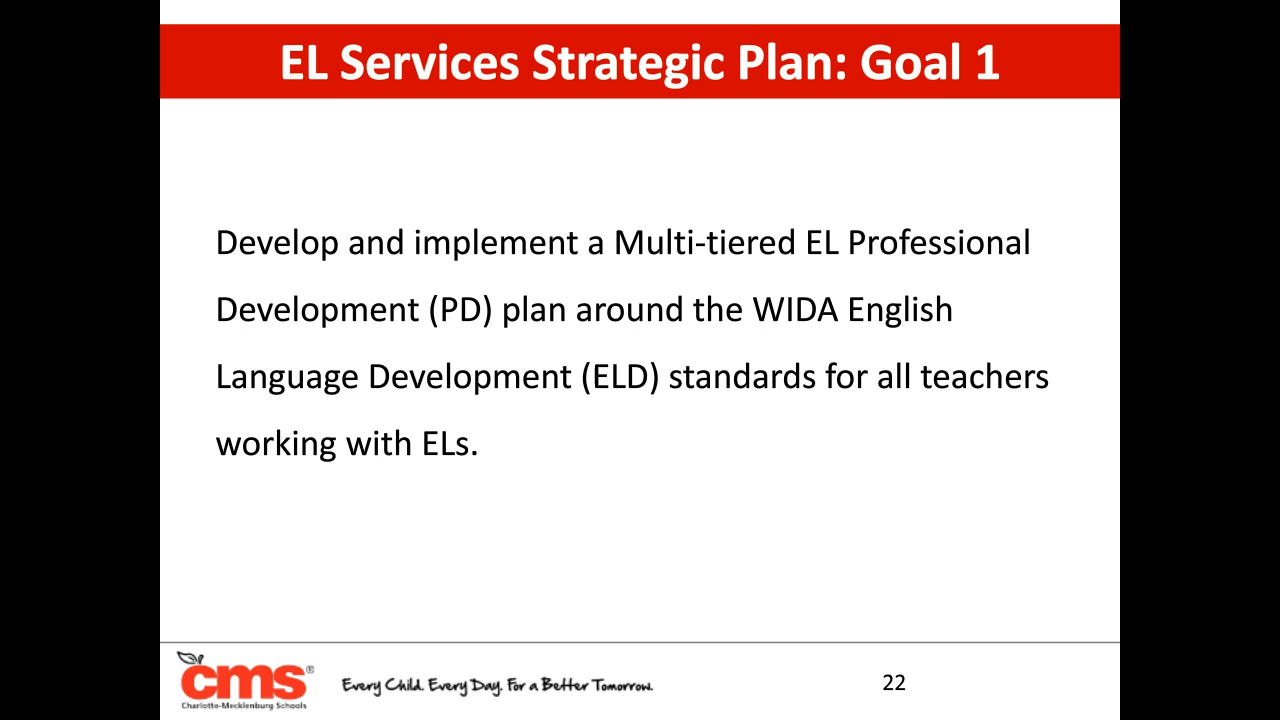 EL Services Strategic Plan: Goal 1
Develop and implement a Multi-tiered EL Professional
Development (PD) plan around the WIDA English
Language Development (ELD) standards for all teachers
working with ELs.
cms®
Charlotte-Mecklenburg Schools
Every Child. Every Day. For a Better Tomorrow.
22